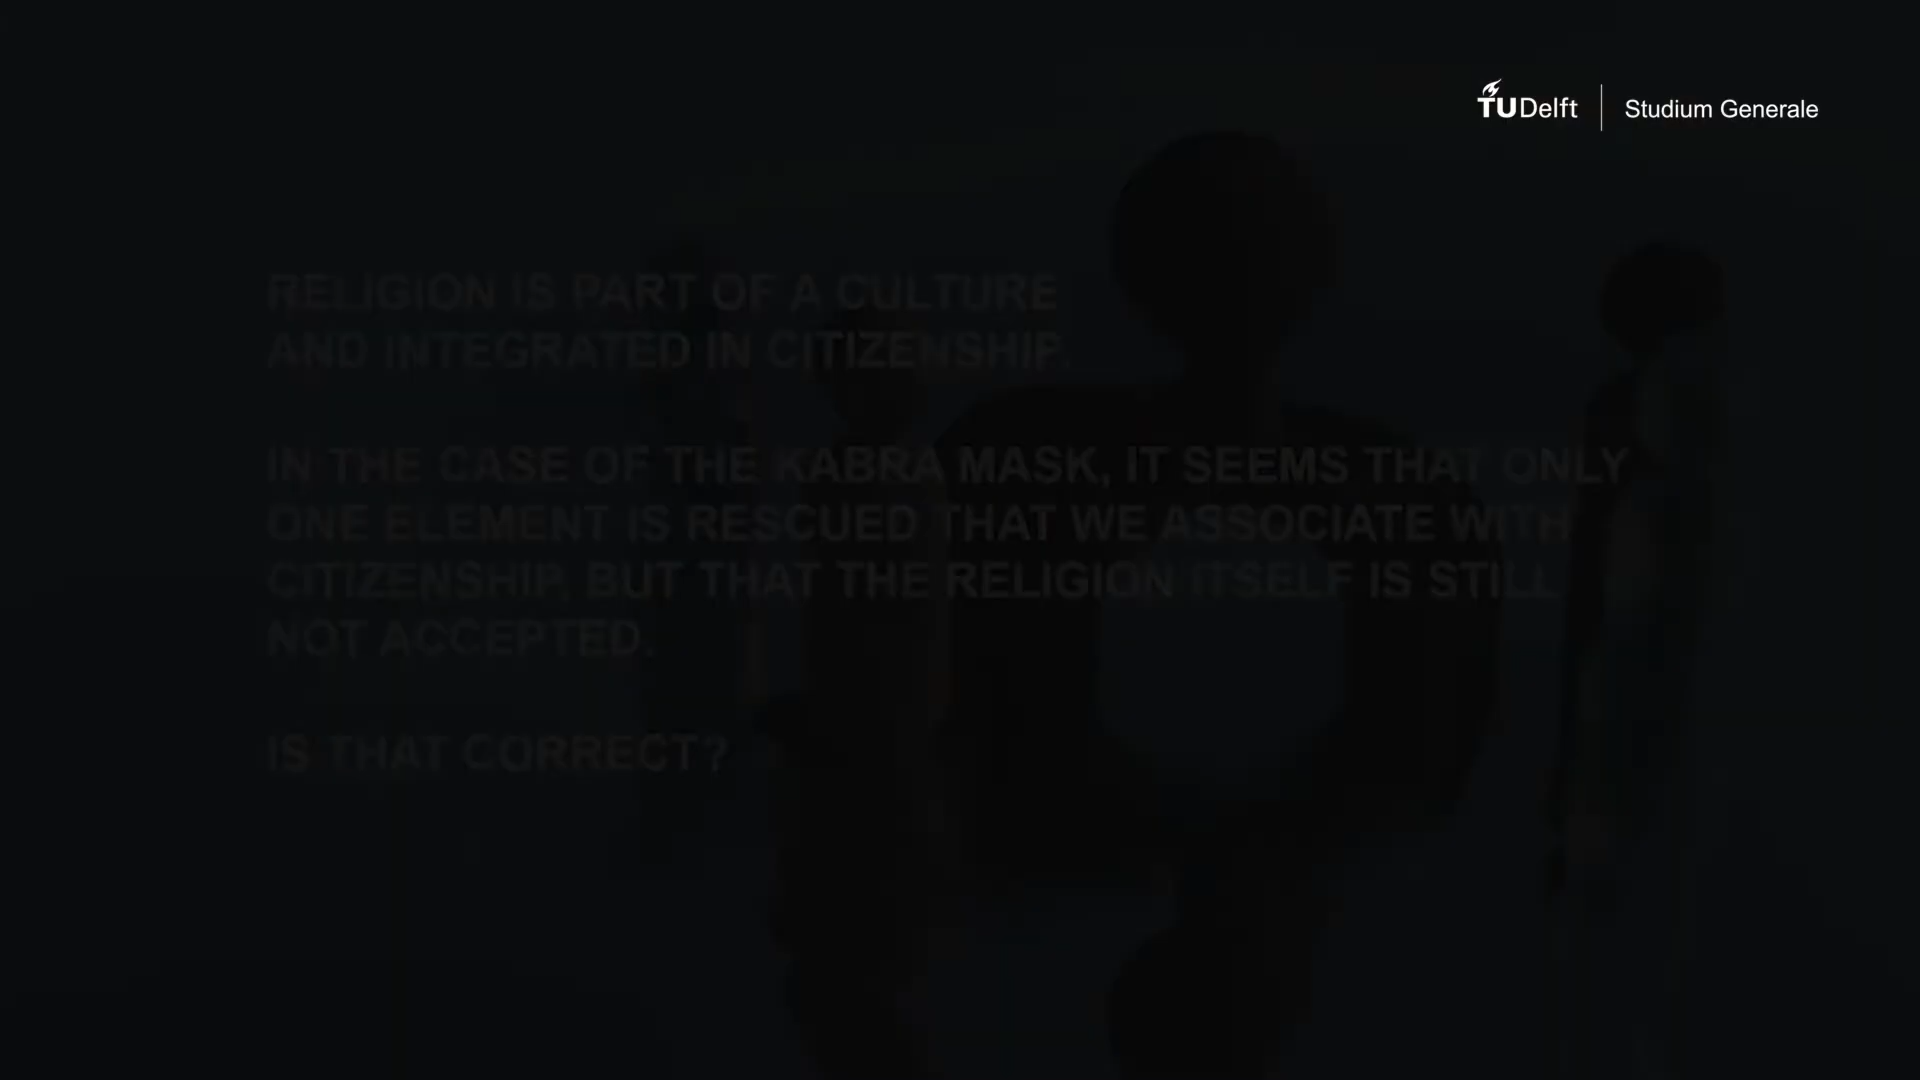 TUDelft | Studium Generale
RELIGION IS PART OF A CULTURE
AND INTEGRATED IN CITIZENSHIP.
IN THE CASE OF THE KABRA MASK, IT SEEMS THAT ONLY
ONE ELEMENT IS RESCUED THAT WE ASSOCIATE WITH
CITIZENSHIP, BUT THAT THE RELIGION ITSELF IS STILL
NOT ACCEPTED.
IS THAT CORRECT?